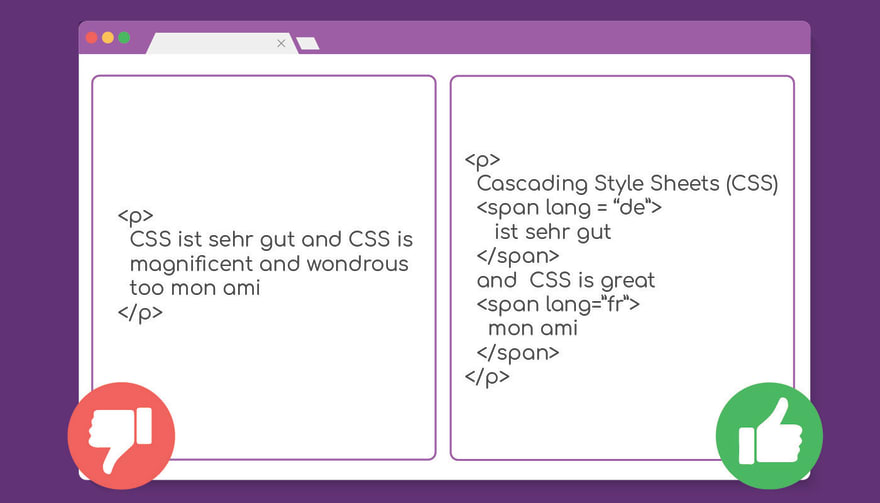 <p>
CSS ist sehr gut and CSS is
magnificent and wondrous
too mon ami
</p>
<p>
Cascading Style Sheets (CSS)
<span lang = “de”>
ist sehr gut
</span>
and  CSS is great
<span lang=”fr”>
mon ami
</span>
</p>